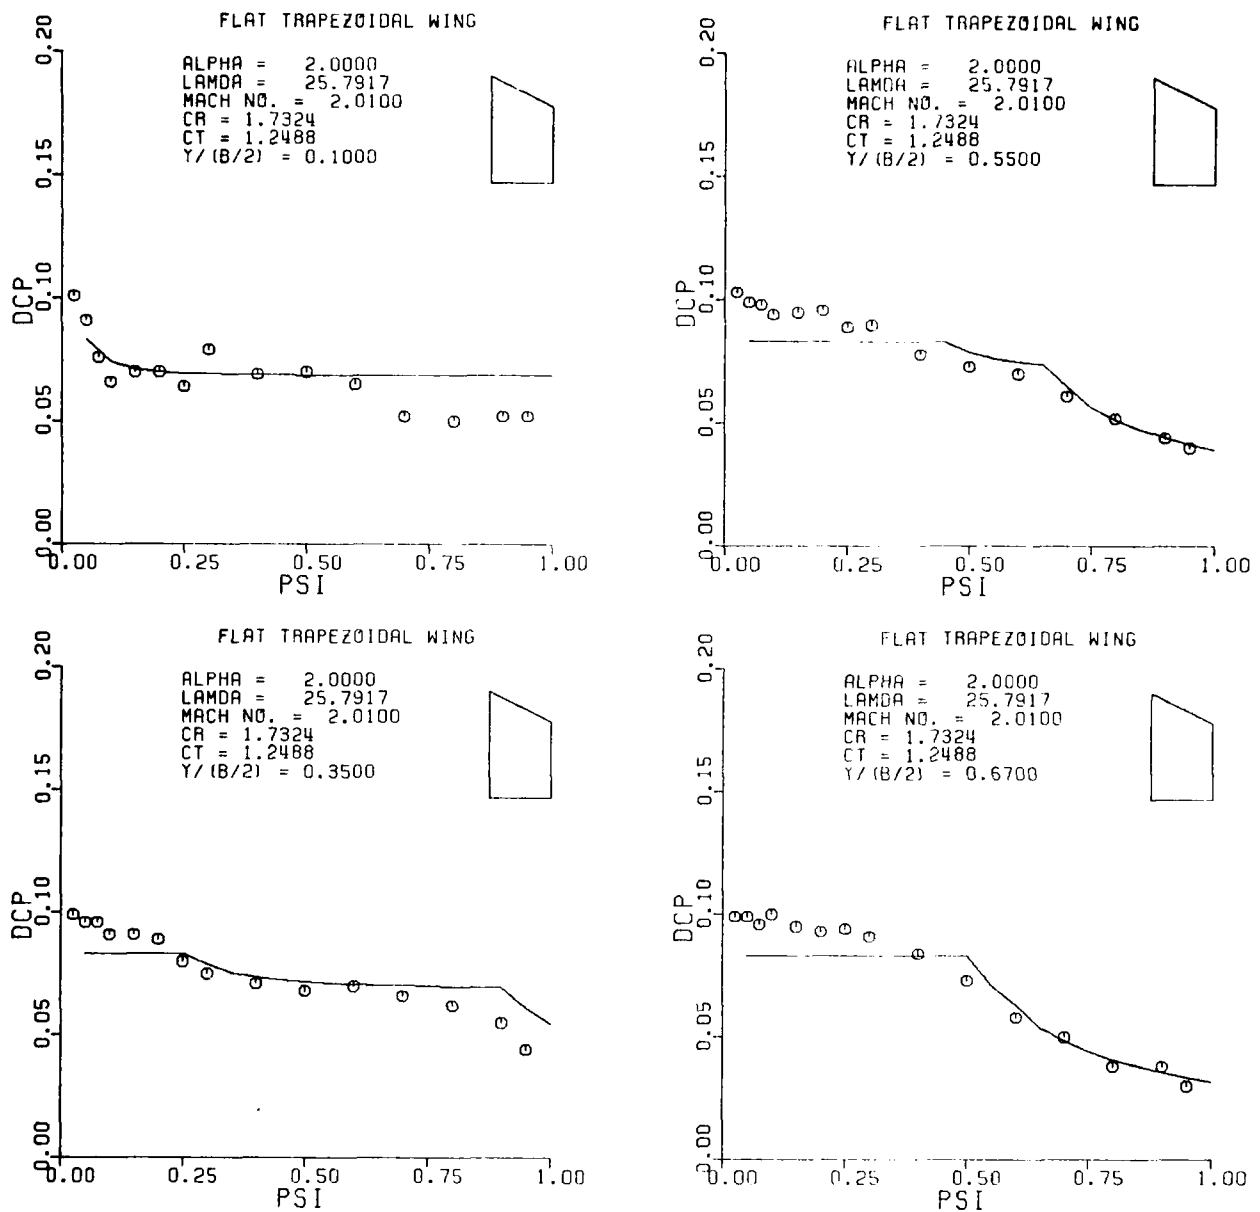 FLAT TRAPEZOIDAL WING
ALPHA = 2.0000
LAMDA = 25.7917
MACH NO. = 2.0100
CR = 1.7324
CT = 1.2488
Y/(B/2) = 0.1000
DCP
0.20
0.15
0.10
0.05
0.00
0.00 0.25 0.50 0.75 1.00
PSI
FLAT TRAPEZOIDAL WING
ALPHA = 2.0000
LAMDA = 25.7917
MACH NO. = 2.0100
CR = 1.7324
CT = 1.2488
Y/(B/2) = 0.5500
DCP
0.20
0.15
0.10
0.05
0.00
0.00 0.25 0.50 0.75 1.00
PSI
FLAT TRAPEZOIDAL WING
ALPHA = 2.0000
LAMDA = 25.7917
MACH NO. = 2.0100
CR = 1.7324
CT = 1.2488
Y/(B/2) = 0.3500
DCP
0.20
0.15
0.10
0.05
0.00
0.00 0.25 0.50 0.75 1.00
PSI
FLAT TRAPEZOIDAL WING
ALPHA = 2.0000
LAMDA = 25.7917
MACH NO. = 2.0100
CR = 1.7324
CT = 1.2488
Y/(B/2) = 0.6700
DCP
0.20
0.15
0.10
0.05
0.00
0.00 0.25 0.50 0.75 1.00
PSI